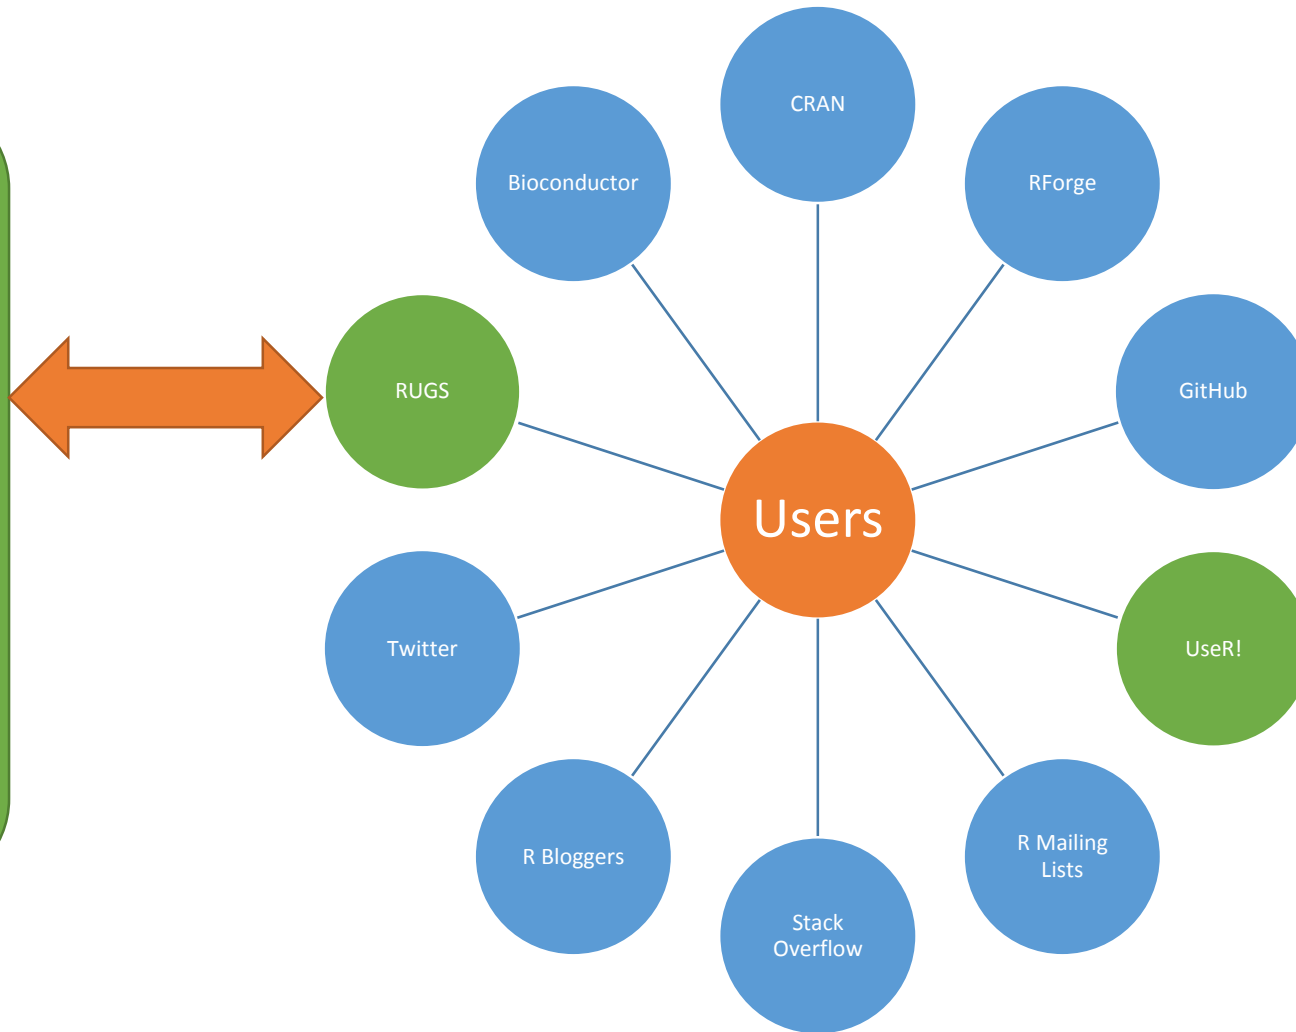 CRAN
Bioconductor
RForge
RUGS
GitHub
Users
Twitter
UseR!
R Bloggers
R Mailing
Lists
Stack
Overflow